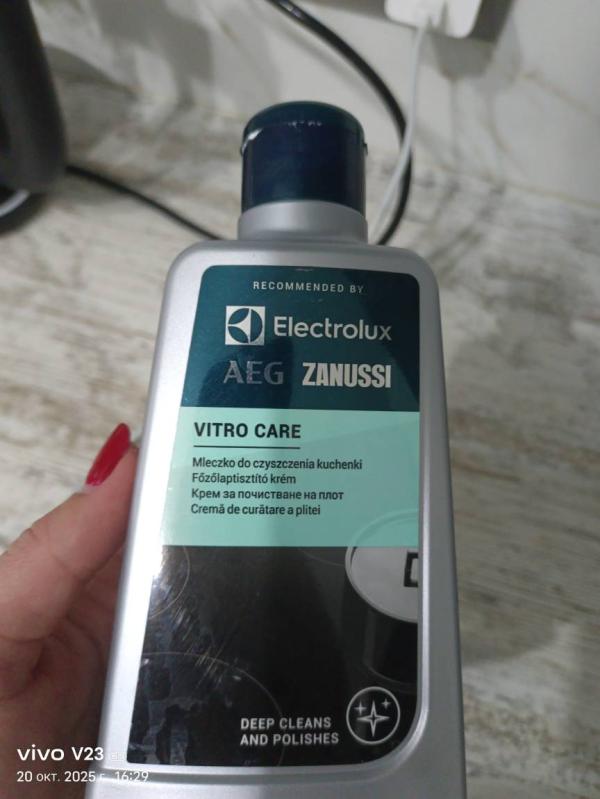 RECOMMENDED BY
Electrolux
AEG ZANUSSI
VITRO CARE
Mleczko do czyszczenia kuchenki
Főzőlaptisztító krém
Крем за почистване на плот
Cremă de curătare a plitei
DEEP CLEANS
AND POLISHES
vivo V23
20 окт. 2025 г. 16:29